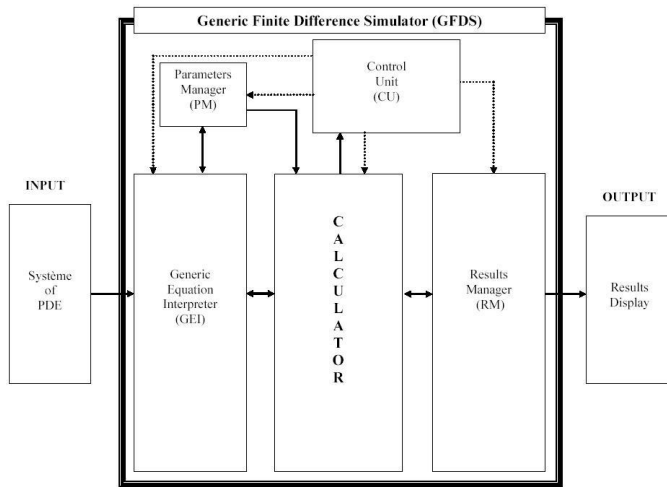 Generic Finite Difference Simulator (GFDS)
Parameters
Manager
(PM)
Control
Unit
(CU)
INPUT
Système
of
PDE
Generic
Equation
Interpreter
(GEI)
C
A
L
C
U
L
A
T
O
R
Results
Manager
(RM)
OUTPUT
Results
Display